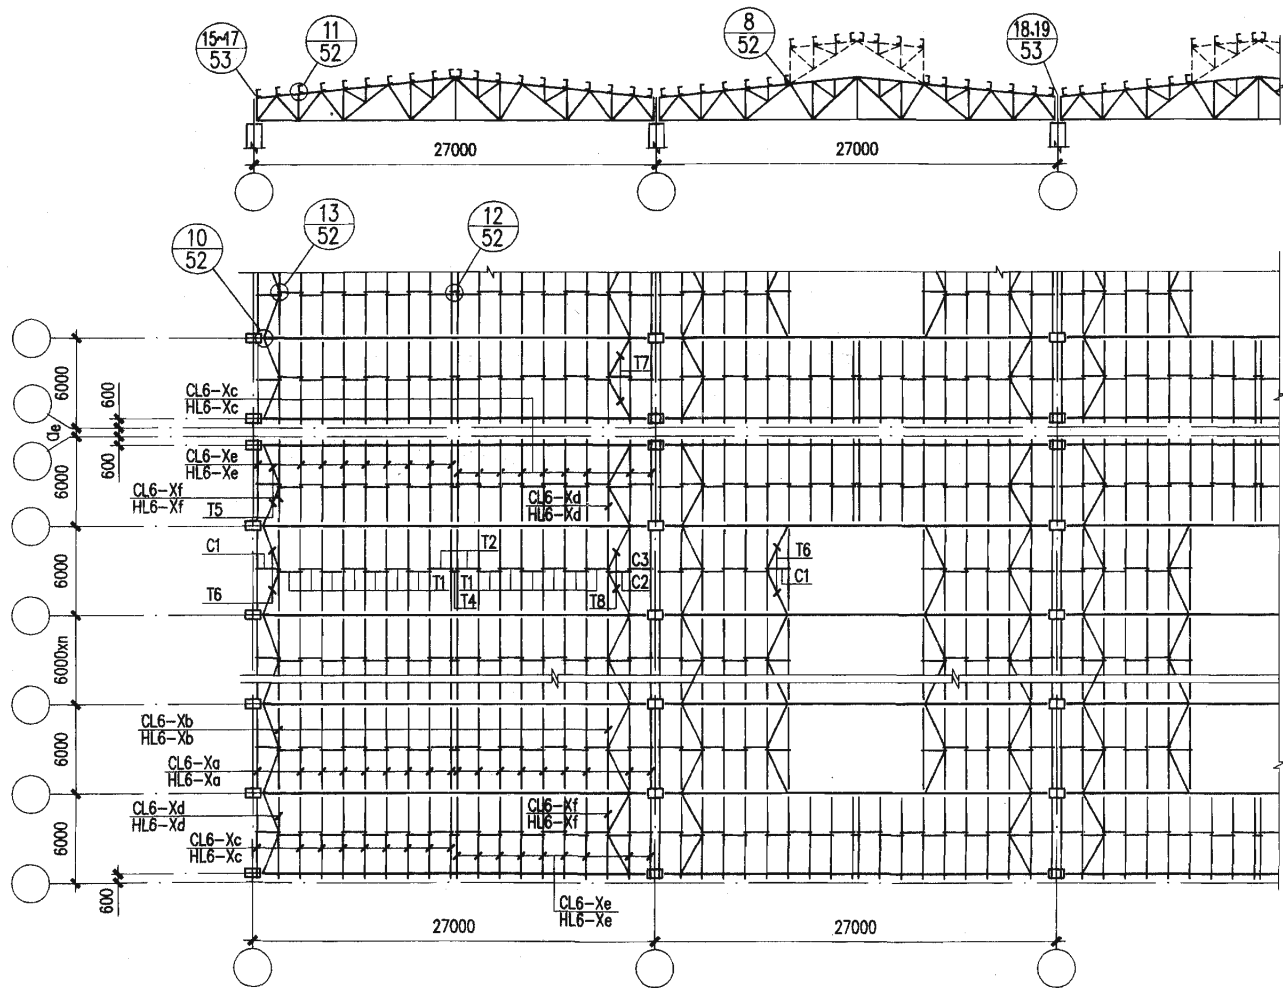 15~17
53
11
52
8
52
18.19
53
27000
27000
10
52
13
52
12
52
6000
600
T7
CL6-Xc
HL6-Xc
600
CL6-Xe
HL6-Xe
6000
CL6-Xf
HL6-Xf
T5
CL6-Xd
HL6-Xd
C1
T2
C3
T6
6000
T1
T1
C2
C1
T6
T4
T8
6000xn
CL6-Xb
HL6-Xb
6000
CL6-Xa
HL6-Xa
CL6-Xd
HL6-Xd
CL6-Xf
HL6-Xf
6000
CL6-Xc
HL6-Xc
600
CL6-Xe
HL6-Xe
27000
27000